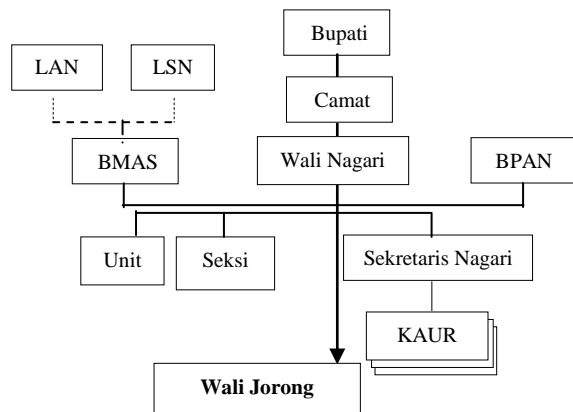 Bupati
LAN
LSN
Camat
BMAS
Wali Nagari
BPAN
Unit
Seksi
Sekretaris Nagari
KAUR
Wali Jorong